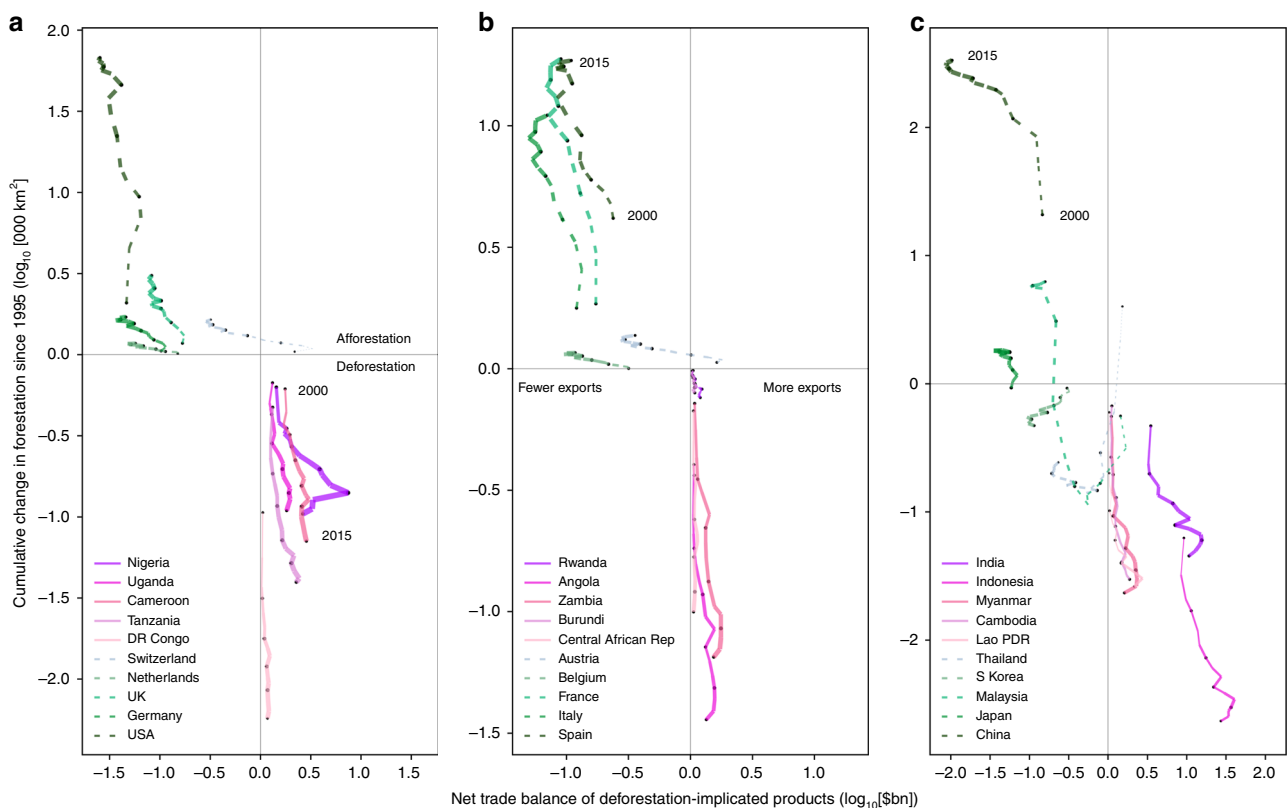 a
b
c
Cumulative change in forestation since 1995 (log10 [000 km2])
2.0
1.5
1.0
0.5
0.0
−0.5
−1.0
−1.5
−2.0
Afforestation
Deforestation
2000
2015
Nigeria
Uganda
Cameroon
Tanzania
DR Congo
Switzerland
Netherlands
UK
Germany
USA
−1.5 −1.0 −0.5 0.0 0.5 1.0 1.5
1.0
0.5
0.0
−0.5
−1.0
−1.5
2015
2000
Fewer exports More exports
Rwanda
Angola
Zambia
Burundi
Central African Rep
Austria
Belgium
France
Italy
Spain
−1.0 −0.5 0.0 0.5 1.0
2
1
0
−1
−2
2015
2000
India
Indonesia
Myanmar
Cambodia
Lao PDR
Thailand
S Korea
Malaysia
Japan
China
−2.0 −1.5 −1.0 −0.5 0.0 0.5 1.0 1.5 2.0
Net trade balance of deforestation-implicated products (log10[$bn])